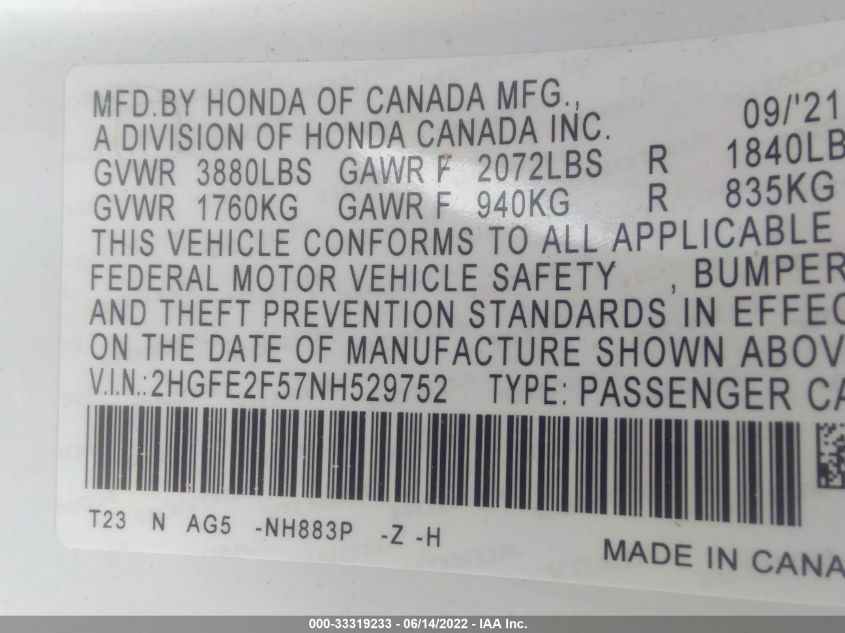 MFD.BY HONDA OF CANADA MFG.,
A DIVISION OF HONDA CANADA INC. 09/'21
GVWR 3880LBS GAWR F 2072LBS R 1840LB
GVWR 1760KG GAWR F 940KG R 835KG
THIS VEHICLE CONFORMS TO ALL APPLICABLE
FEDERAL MOTOR VEHICLE SAFETY , BUMPER
AND THEFT PREVENTION STANDARDS IN EFFEC
ON THE DATE OF MANUFACTURE SHOWN ABOV
V.I.N.:2HGFE2F57NH529752 TYPE: PASSENGER CA
T23 N AG5 -NH883P -Z -H
MADE IN CANA
000-33319233 - 06/14/2022 - IAA Inc.